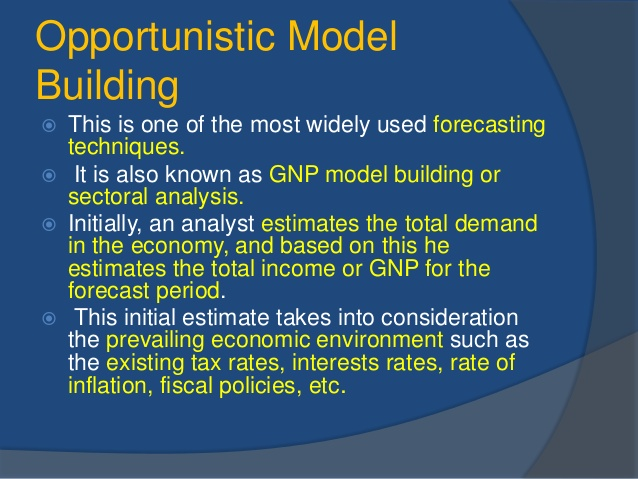 Opportunistic Model
Building
This is one of the most widely used forecasting
techniques.
It is also known as GNP model building or
sectoral analysis.
Initially, an analyst estimates the total demand
in the economy, and based on this he
estimates the total income or GNP for the
forecast period.
This initial estimate takes into consideration
the prevailing economic environment such as
the existing tax rates, interests rates, rate of
inflation, fiscal policies, etc.